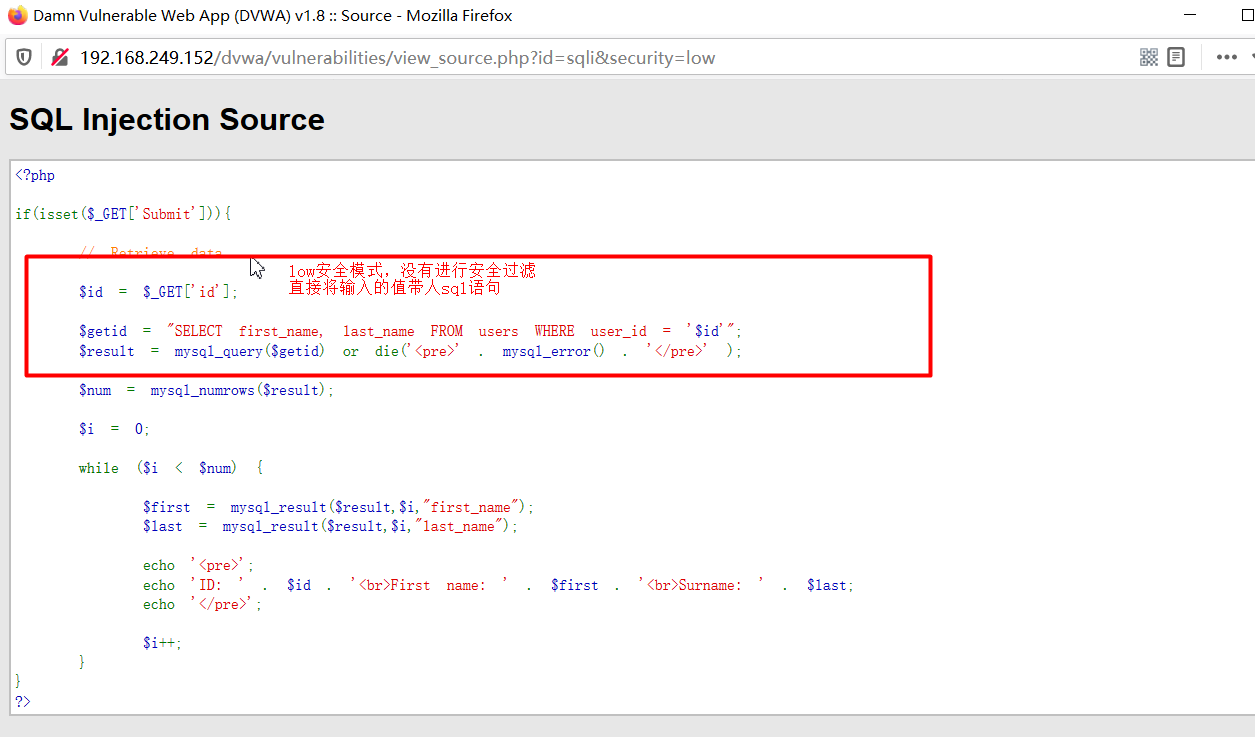 Damn Vulnerable Web App (DVWA) v1.8 :: Source - Mozilla Firefox
192.168.249.152/dvwa/vulnerabilities/view_source.php?id=sqli&security=low
SQL Injection Source
<?php
if(isset($_GET['Submit'])){
// Retrieve data
low安全模式，没有进行安全过滤
直接将输入的值带人sql语句
$id = $_GET['id'];
$getid = "SELECT first_name, last_name FROM users WHERE user_id = '$id'";
$result = mysql_query($getid) or die('<pre>' . mysql_error() . '</pre>' );
$num = mysql_numrows($result);
$i = 0;
while ($i < $num) {
$first = mysql_result($result,$i,"first_name");
$last = mysql_result($result,$i,"last_name");
echo '<pre>';
echo 'ID: ' . $id . '<br>First name: ' . $first . '<br>Surname: ' . $last;
echo '</pre>';
$i++;
}
}
?>